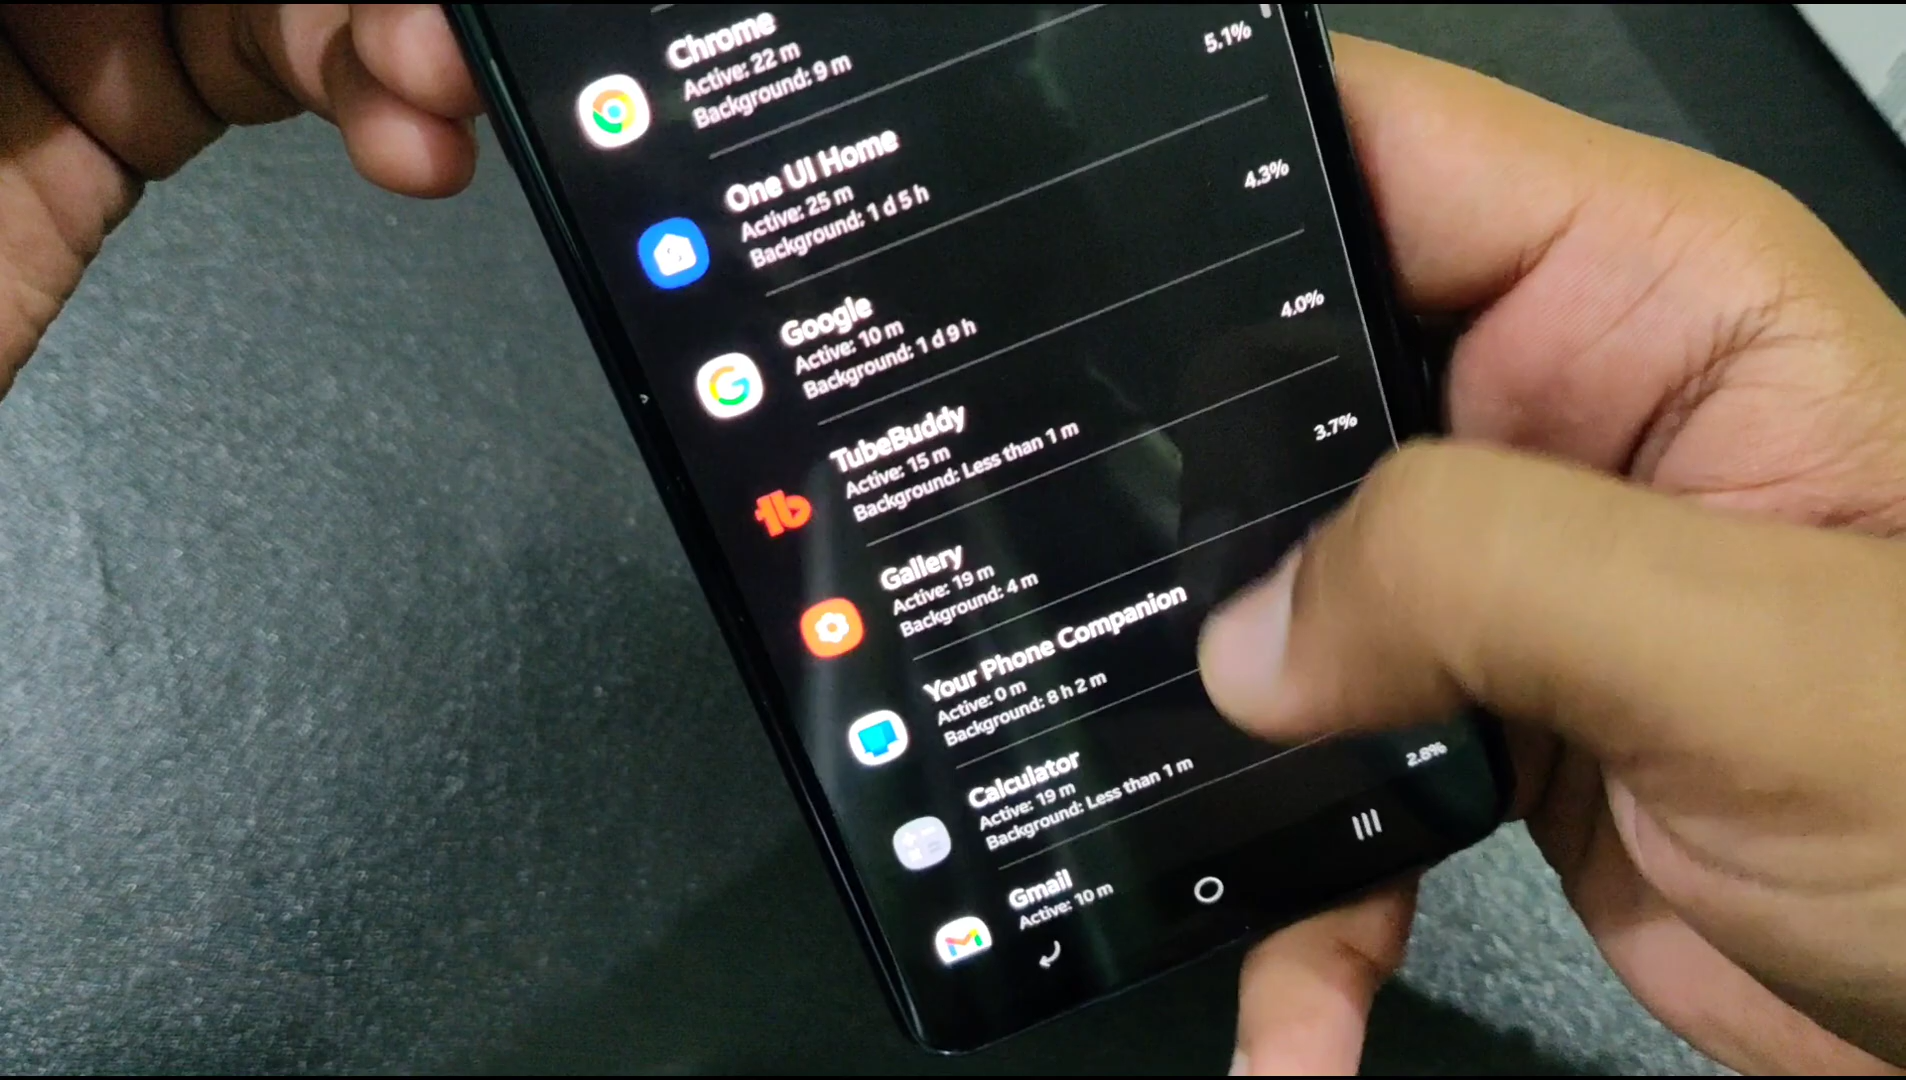 Chrome
Active: 22 m
Background: 9 m
5.1%
One UI Home
Active: 25 m
Background: 1 d 5 h
4.3%
Google
Active: 10 m
Background: 1 d 9 h
4.0%
TubeBuddy
Active: 15 m
Background: Less than 1 m
3.7%
Gallery
Active: 19 m
Background: 4 m
Your Phone Companion
Active: 0 m
Background: 8 h 2 m
Calculator
Active: 19 m
Background: Less than 1 m
2.8%
Gmail
Active: 10 m